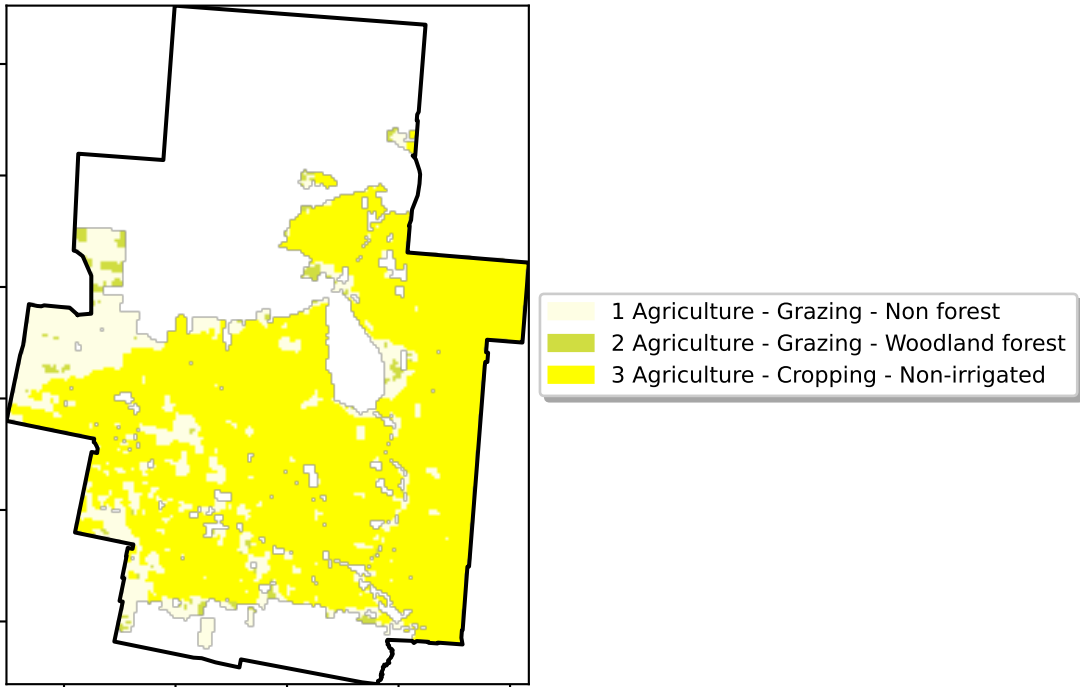 1 Agriculture - Grazing - Non forest
2 Agriculture - Grazing - Woodland forest
3 Agriculture - Cropping - Non-irrigated